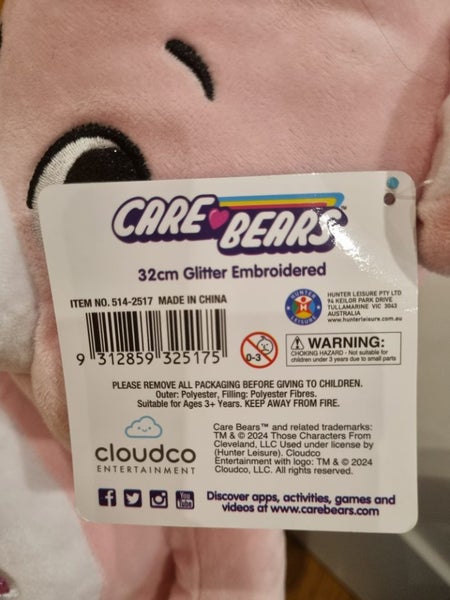 CARE BEARS™
32cm Glitter Embroidered
ITEM NO. 514-2517 MADE IN CHINA
9 312859 325175
0-3
HUNTER LEISURE
HUNTER LEISURE PTY LTD
94 KEILOR PARK DRIVE
TULLAMARINE VIC 3043
AUSTRALIA
www.hunterleisure.com.au
WARNING:
CHOKING HAZARD - Not suitable for
children under 3 years due to small parts
PLEASE REMOVE ALL PACKAGING BEFORE GIVING TO CHILDREN.
Outer: Polyester, Filling: Polyester Fibres.
Suitable for Ages 3+ Years. KEEP AWAY FROM FIRE.
cloudco
ENTERTAINMENT
Care Bears™ and related trademarks:
TM & © 2024 Those Characters From
Cleveland, LLC Used under license by
(Hunter Leisure). Cloudco
Entertainment with logo: TM & © 2024
Cloudco, LLC. All rights reserved.
You Tube
Discover apps, activities, games and
videos at www.carebears.com